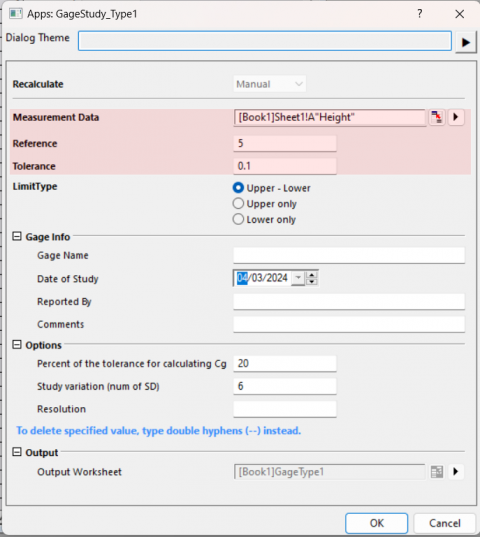 Apps: GageStudy_Type1
Dialog Theme
Recalculate Manual
Measurement Data [Book1]Sheet1!A"Height"
Reference 5
Tolerance 0.1
LimitType Upper - Lower
Upper only
Lower only
Gage Info
Gage Name
Date of Study 04/03/2024
Reported By
Comments
Options
Percent of the tolerance for calculating Cg 20
Study variation (num of SD) 6
Resolution
To delete specified value, type double hyphens (--) instead.
Output
Output Worksheet [Book1]GageType1
OK Cancel